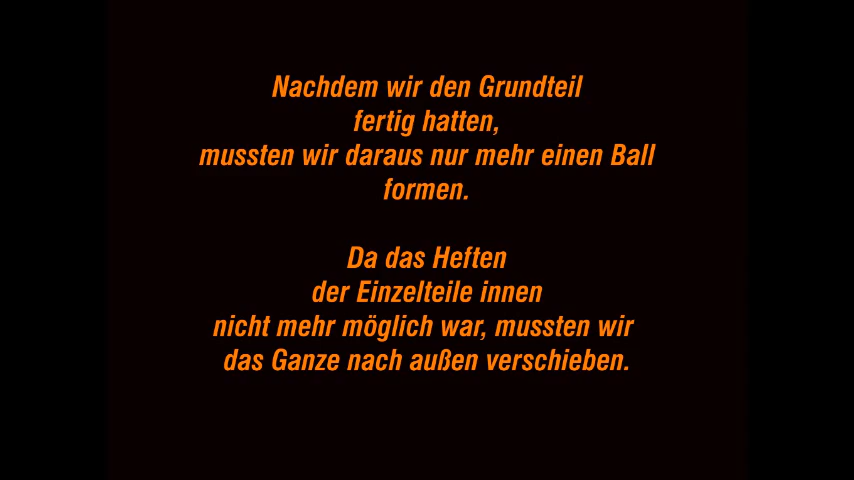 Nachdem wir den Grundteil
fertig hatten,
mussten wir daraus nur mehr einen Ball
formen.
Da das Heften
der Einzelteile innen
nicht mehr möglich war, mussten wir
das Ganze nach außen verschieben.